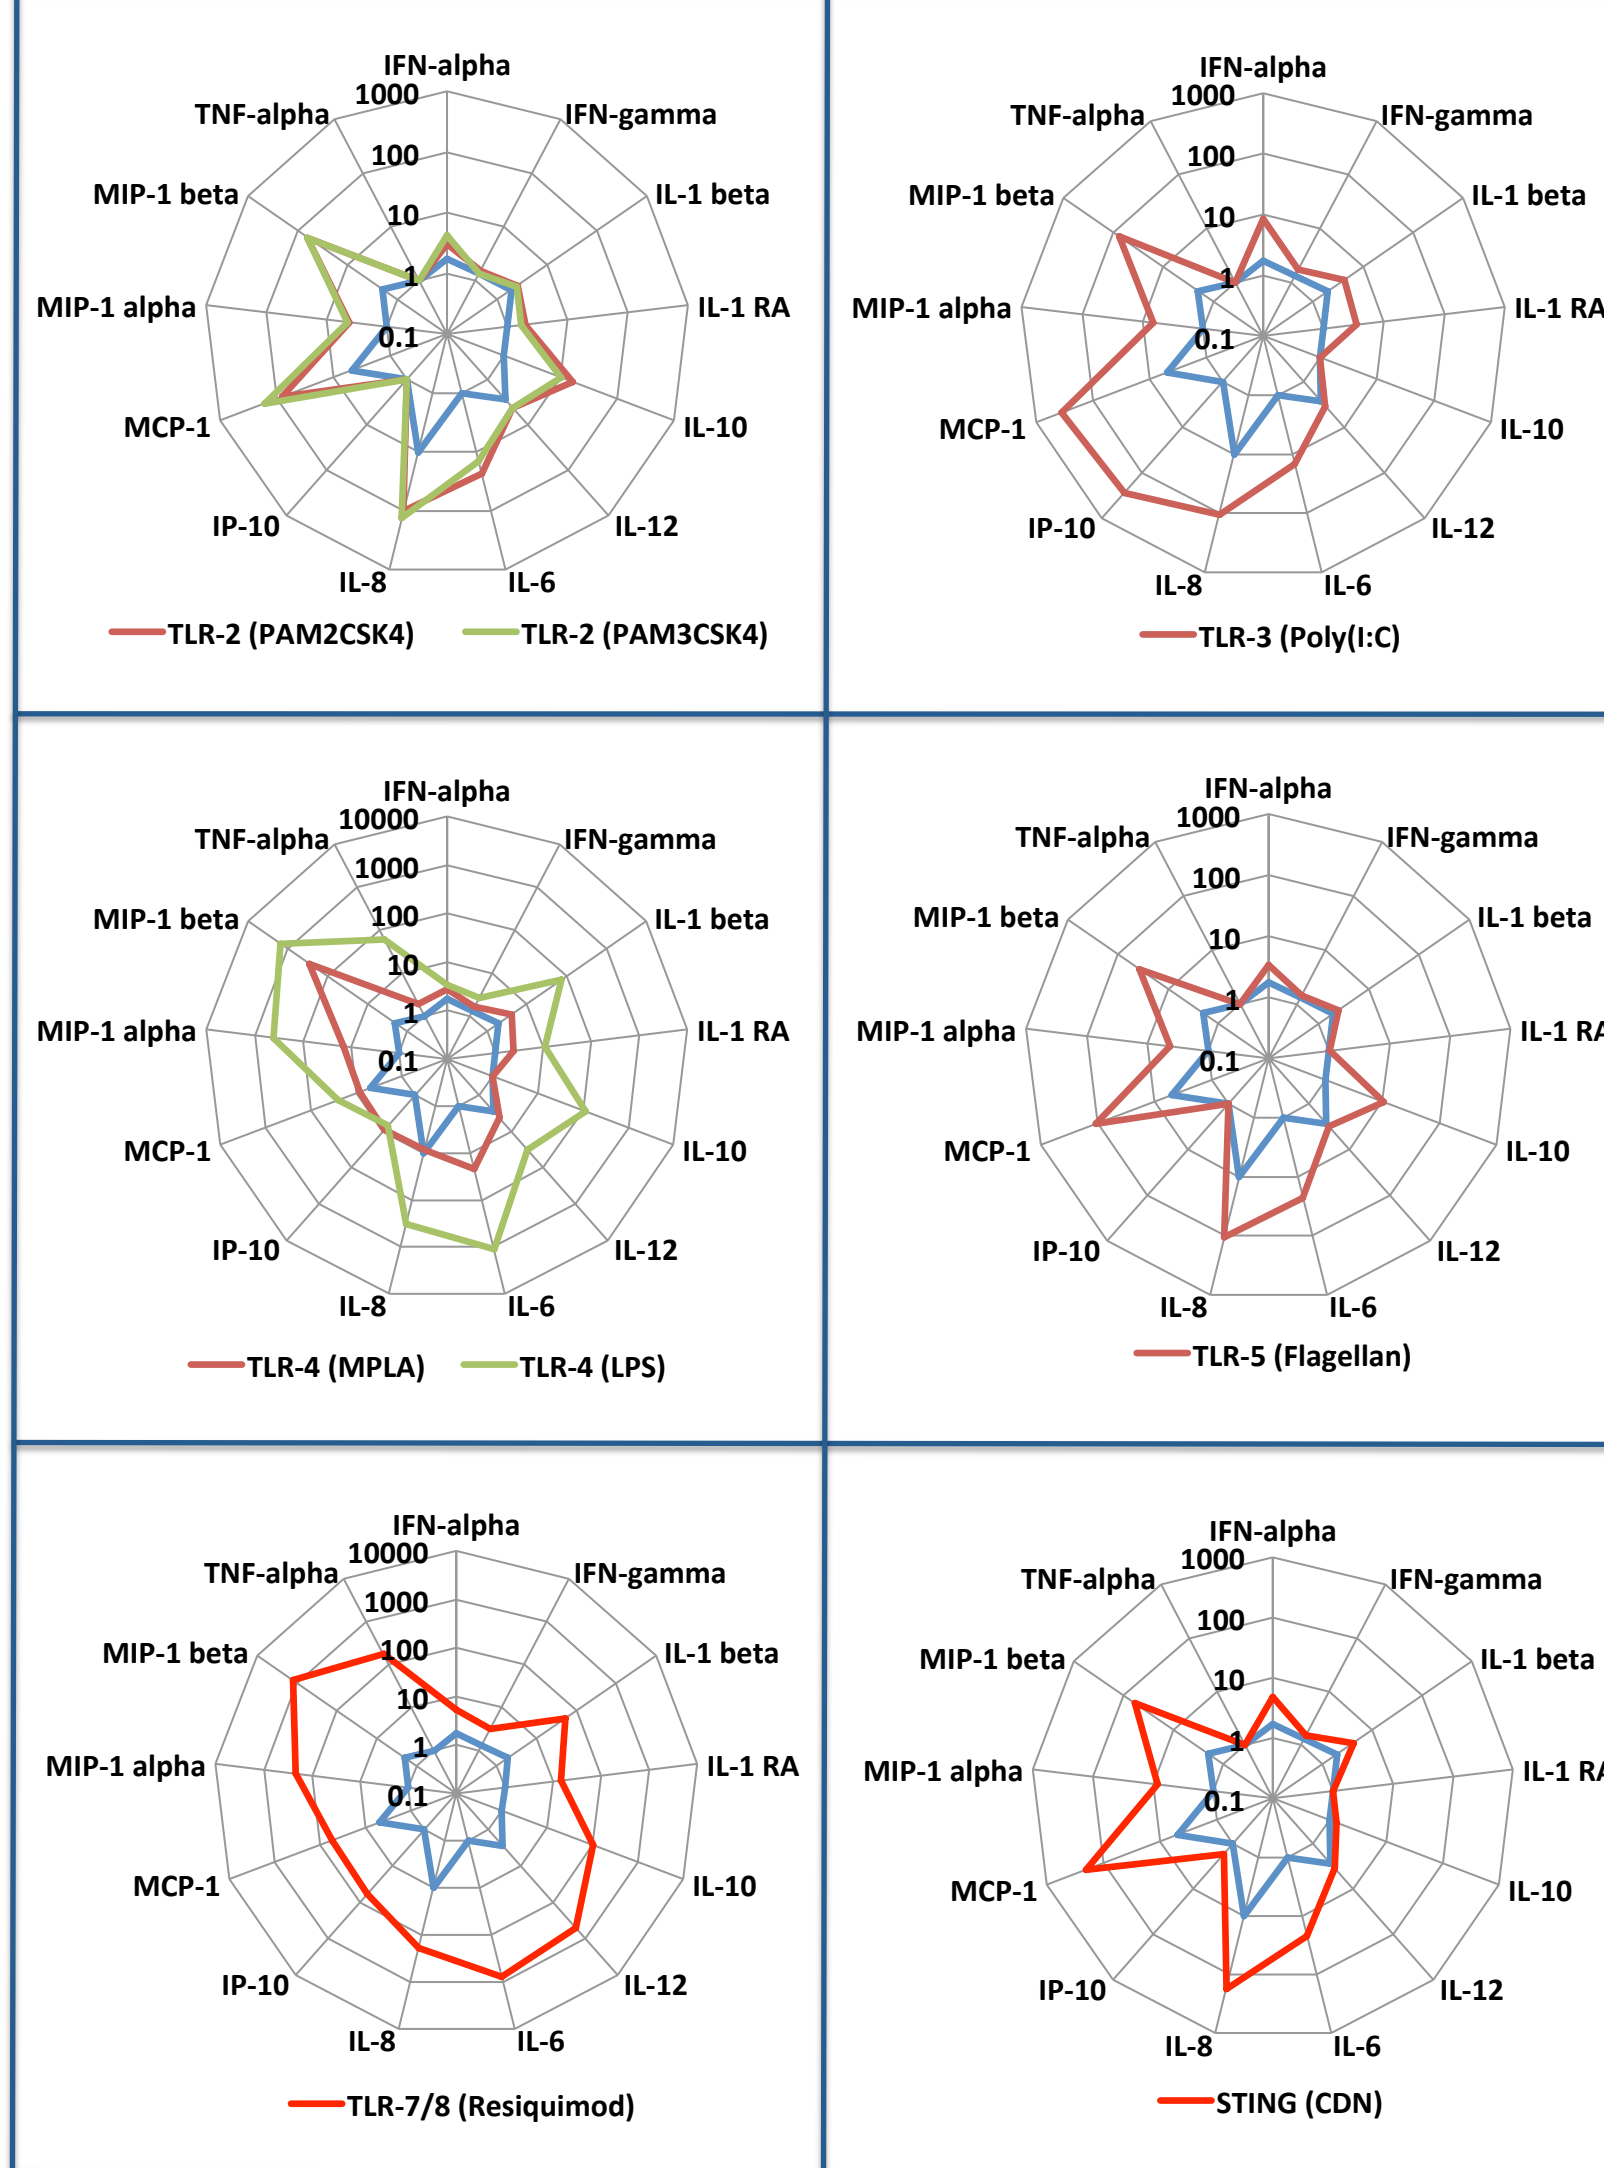 IFN-alpha
1000
TNF-alpha
IFN-gamma
100
MIP-1 beta
IL-1 beta
10
1
MIP-1 alpha
IL-1 RA
0.1
MCP-1
IL-10
IP-10
IL-12
IL-8
IL-6
TLR-2 (PAM2CSK4)
TLR-2 (PAM3CSK4)
IFN-alpha
1000
TNF-alpha
IFN-gamma
100
MIP-1 beta
IL-1 beta
10
1
MIP-1 alpha
IL-1 RA
0.1
MCP-1
IL-10
IP-10
IL-12
IL-8
IL-6
TLR-3 (Poly(I:C)
IFN-alpha
10000
TNF-alpha
IFN-gamma
1000
100
MIP-1 beta
IL-1 beta
10
1
MIP-1 alpha
IL-1 RA
0.1
MCP-1
IL-10
IP-10
IL-12
IL-8
IL-6
TLR-4 (MPLA)
TLR-4 (LPS)
IFN-alpha
1000
TNF-alpha
IFN-gamma
100
MIP-1 beta
IL-1 beta
10
1
MIP-1 alpha
IL-1 RA
0.1
MCP-1
IL-10
IP-10
IL-12
IL-8
IL-6
TLR-5 (Flagellan)
IFN-alpha
10000
TNF-alpha
IFN-gamma
1000
100
MIP-1 beta
IL-1 beta
10
1
MIP-1 alpha
IL-1 RA
0.1
MCP-1
IL-10
IP-10
IL-12
IL-8
IL-6
TLR-7/8 (Resiquimod)
IFN-alpha
1000
TNF-alpha
IFN-gamma
100
MIP-1 beta
IL-1 beta
10
1
MIP-1 alpha
IL-1 RA
0.1
MCP-1
IL-10
IP-10
IL-12
IL-8
IL-6
STING (CDN)